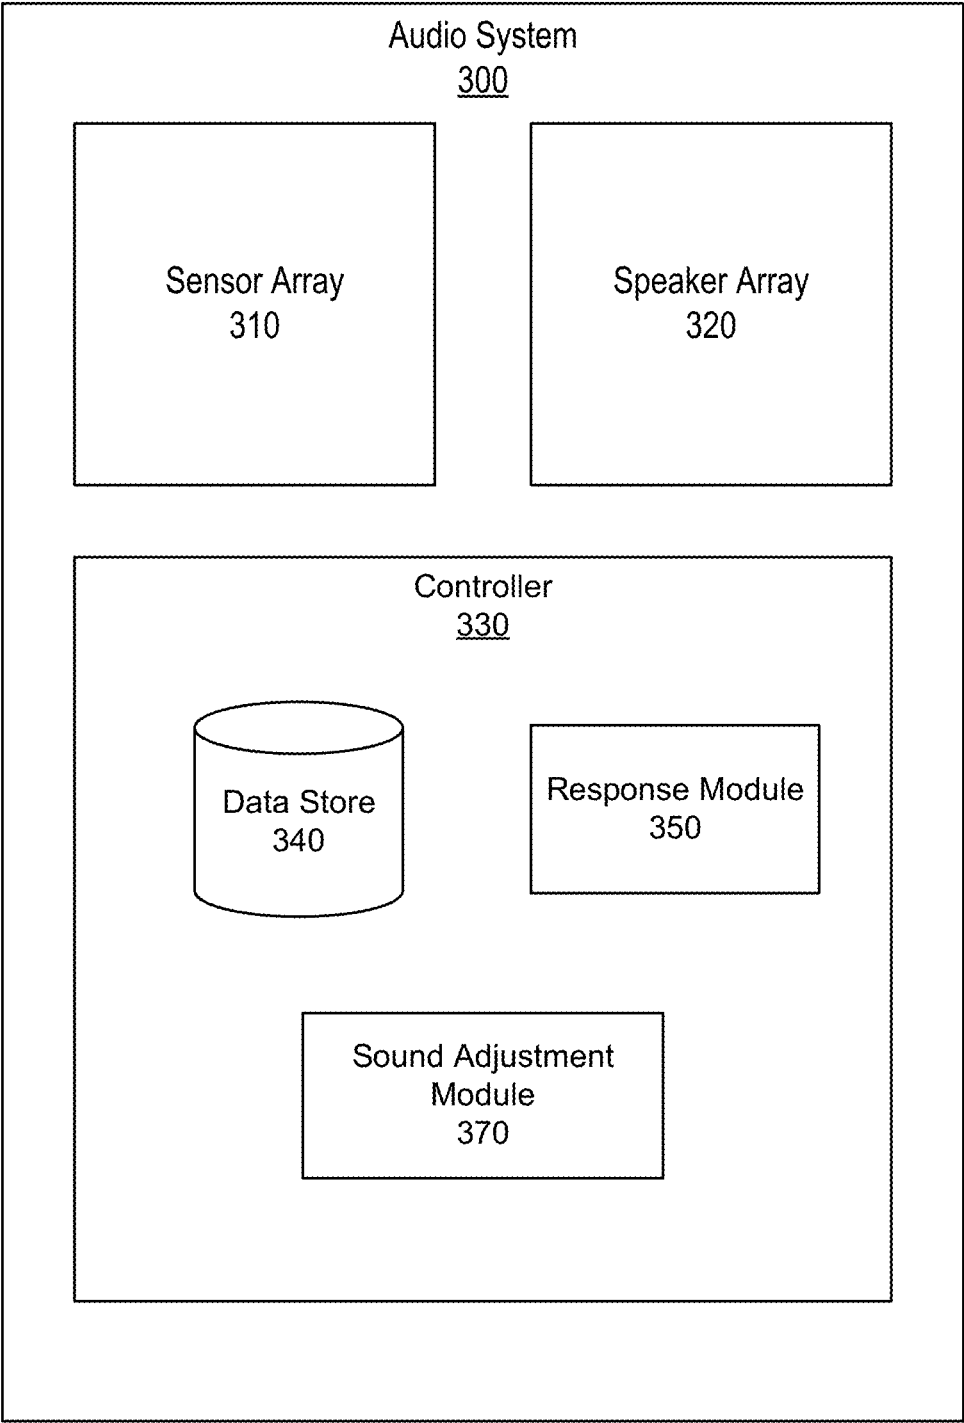 Audio System
300
Sensor Array
310
Speaker Array
320
Controller
330
Data Store
340
Response Module
350
Sound Adjustment
Module
370